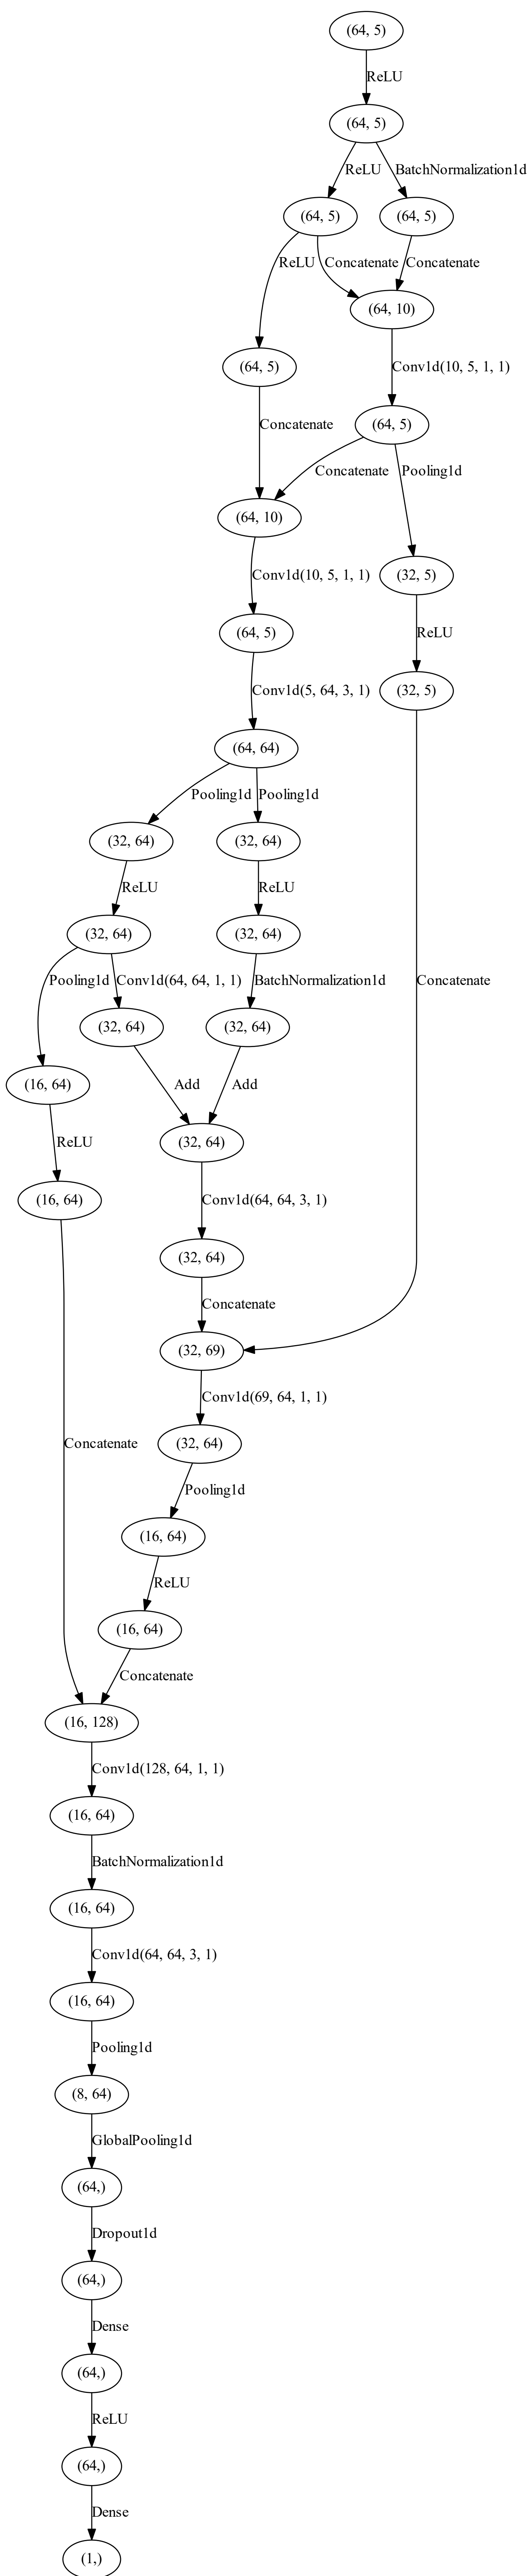 (64, 5)
ReLU
(64, 5)
ReLU BatchNormalization1d
(64, 5) (64, 5)
ReLU Concatenate Concatenate
(64, 10)
(64, 5) Conv1d(10, 5, 1, 1)
Concatenate (64, 5)
Concatenate Pooling1d
(64, 10)
Conv1d(10, 5, 1, 1) (32, 5)
(64, 5) ReLU
Conv1d(5, 64, 3, 1) (32, 5)
(64, 64)
Pooling1d Pooling1d
(32, 64) (32, 64)
ReLU ReLU
(32, 64) (32, 64)
Pooling1d Conv1d(64, 64, 1, 1) BatchNormalization1d Concatenate
(32, 64) (32, 64)
(16, 64) Add Add
ReLU (32, 64)
(16, 64) Conv1d(64, 64, 3, 1)
(32, 64)
Concatenate
(32, 69)
Conv1d(69, 64, 1, 1)
Concatenate (32, 64)
Pooling1d
(16, 64)
ReLU
(16, 64)
Concatenate
(16, 128)
Conv1d(128, 64, 1, 1)
(16, 64)
BatchNormalization1d
(16, 64)
Conv1d(64, 64, 3, 1)
(16, 64)
Pooling1d
(8, 64)
GlobalPooling1d
(64,)
Dropout1d
(64,)
Dense
(64,)
ReLU
(64,)
Dense
(1,)